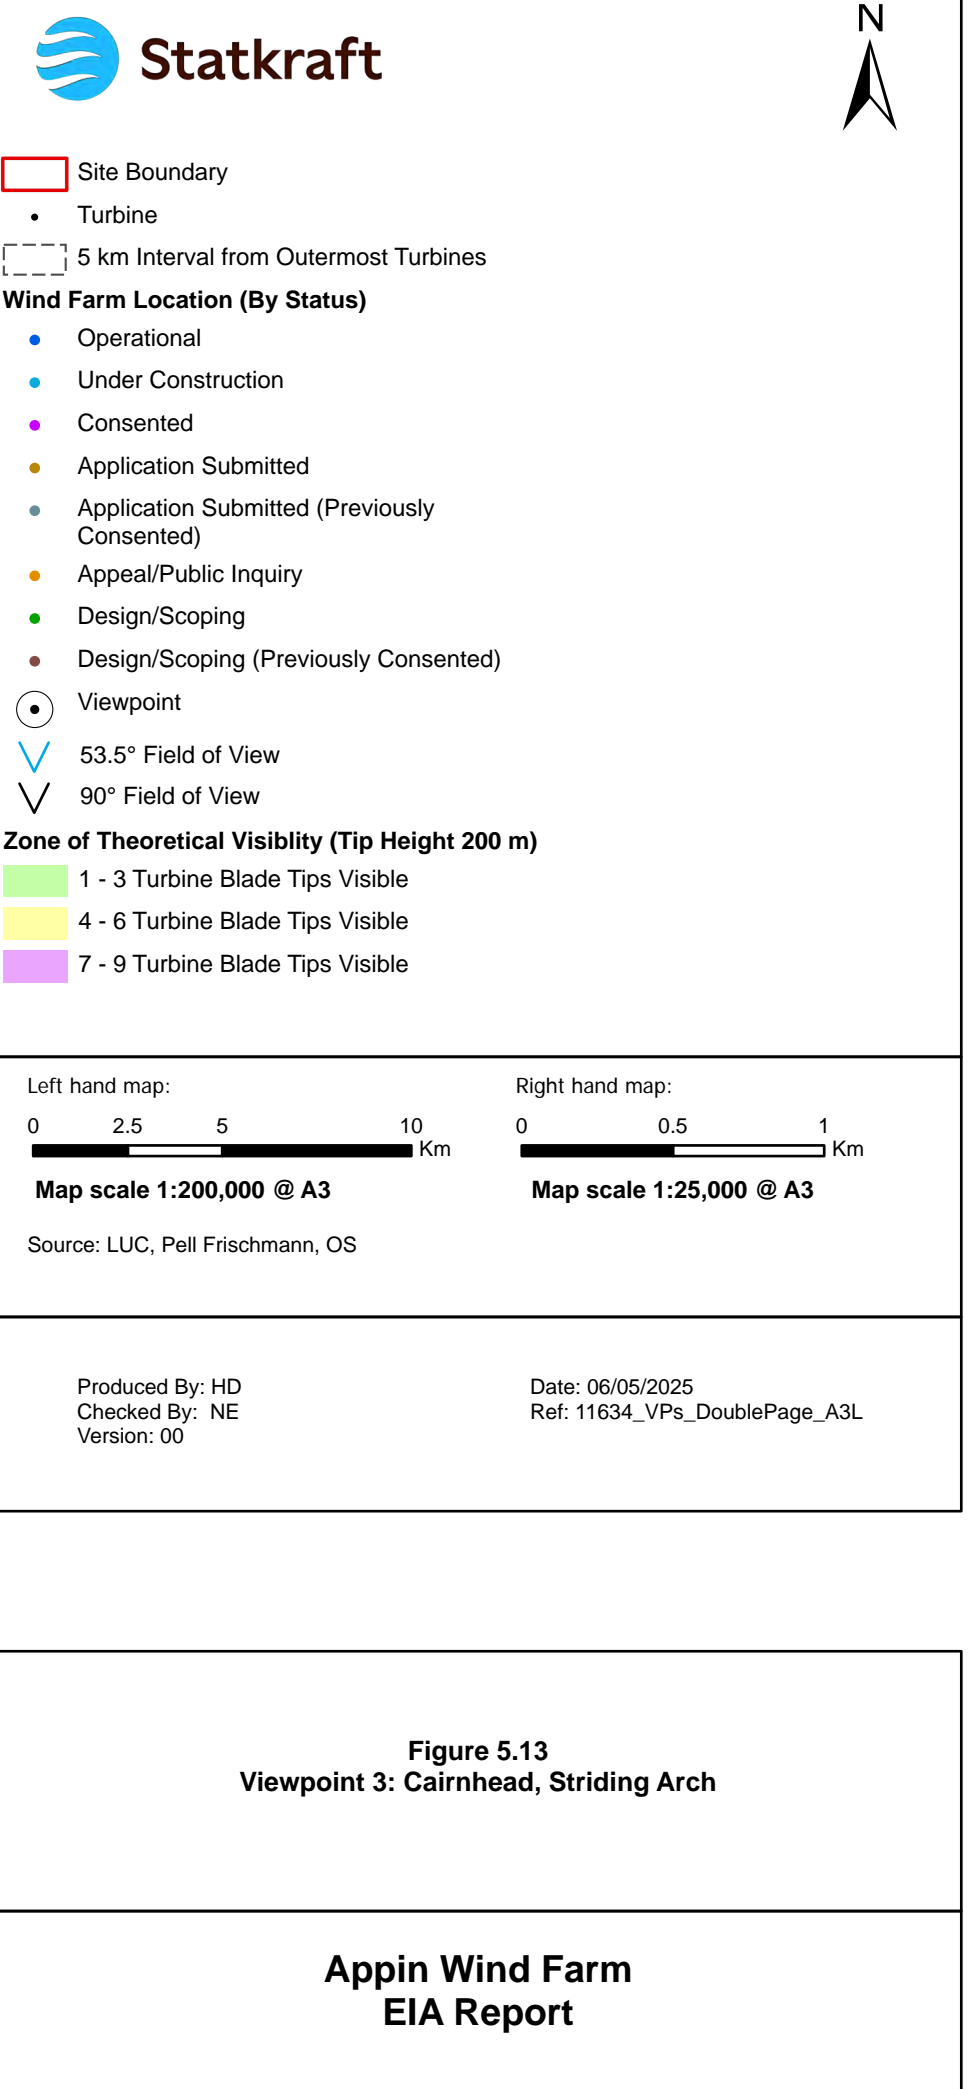 Statkraft
N
Site Boundary
Turbine
5 km Interval from Outermost Turbines
Wind Farm Location (By Status)
Operational
Under Construction
Consented
Application Submitted
Application Submitted (Previously
Consented)
Appeal/Public Inquiry
Design/Scoping
Design/Scoping (Previously Consented)
Viewpoint
53.5° Field of View
90° Field of View
Zone of Theoretical Visiblity (Tip Height 200 m)
1 - 3 Turbine Blade Tips Visible
4 - 6 Turbine Blade Tips Visible
7 - 9 Turbine Blade Tips Visible
Left hand map:
0 2.5 5 10
Km
Map scale 1:200,000 @ A3
Right hand map:
0 0.5 1
Km
Map scale 1:25,000 @ A3
Source: LUC, Pell Frischmann, OS
Produced By: HD
Checked By: NE
Version: 00
Date: 06/05/2025
Ref: 11634_VPs_DoublePage_A3L
Figure 5.13
Viewpoint 3: Cairnhead, Striding Arch
Appin Wind Farm
EIA Report